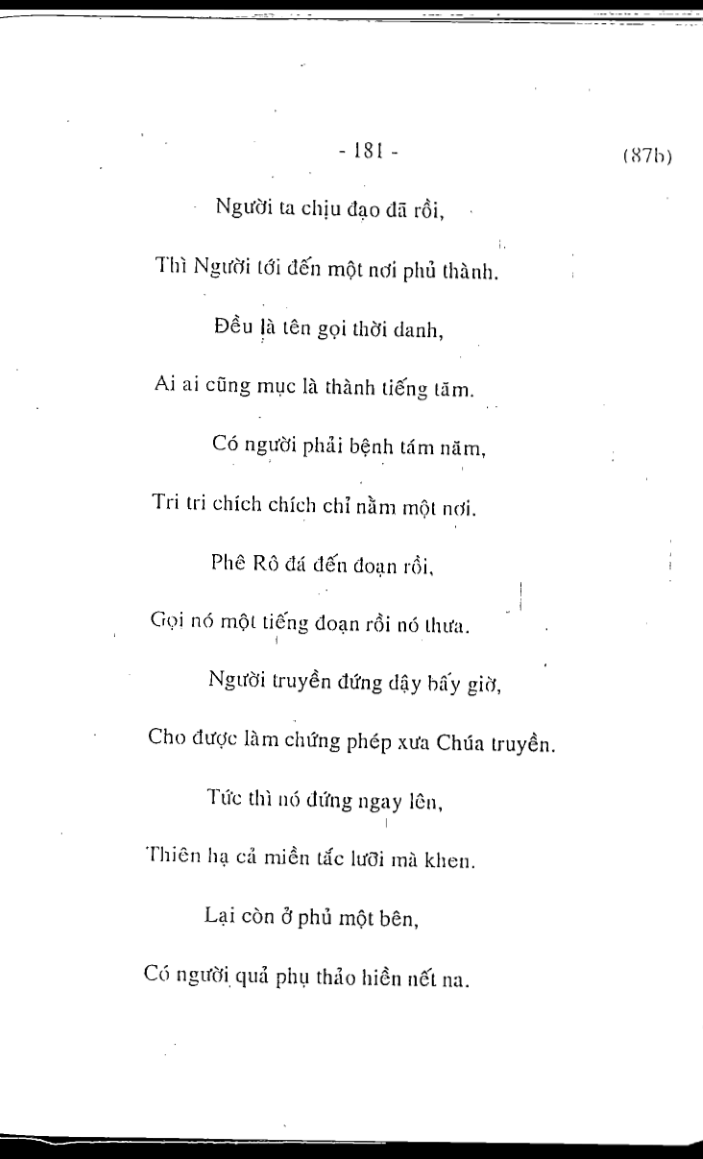 - 181 -
(87b)
Người ta chịu đạo đã rồi,
Thì Người tới đến một nơi phủ thành.
Đều là tên gọi thời danh,
Ai ai cũng mục là thành tiếng tăm.
Có người phải bệnh tám năm,
Tri tri chích chích chỉ nằm một nơi.
Phê Rô đá đến đoạn rồi,
Gọi nó một tiếng đoạn rồi nó thưa.
Người truyền đứng dậy bấy giờ,
Cho được làm chứng phép xưa Chúa truyền.
Tức thì nó đứng ngay lên,
Thiên hạ cả miền tắc lưỡi mà khen.
Lại còn ở phủ một bên,
Có người quả phụ thảo hiền nết na.